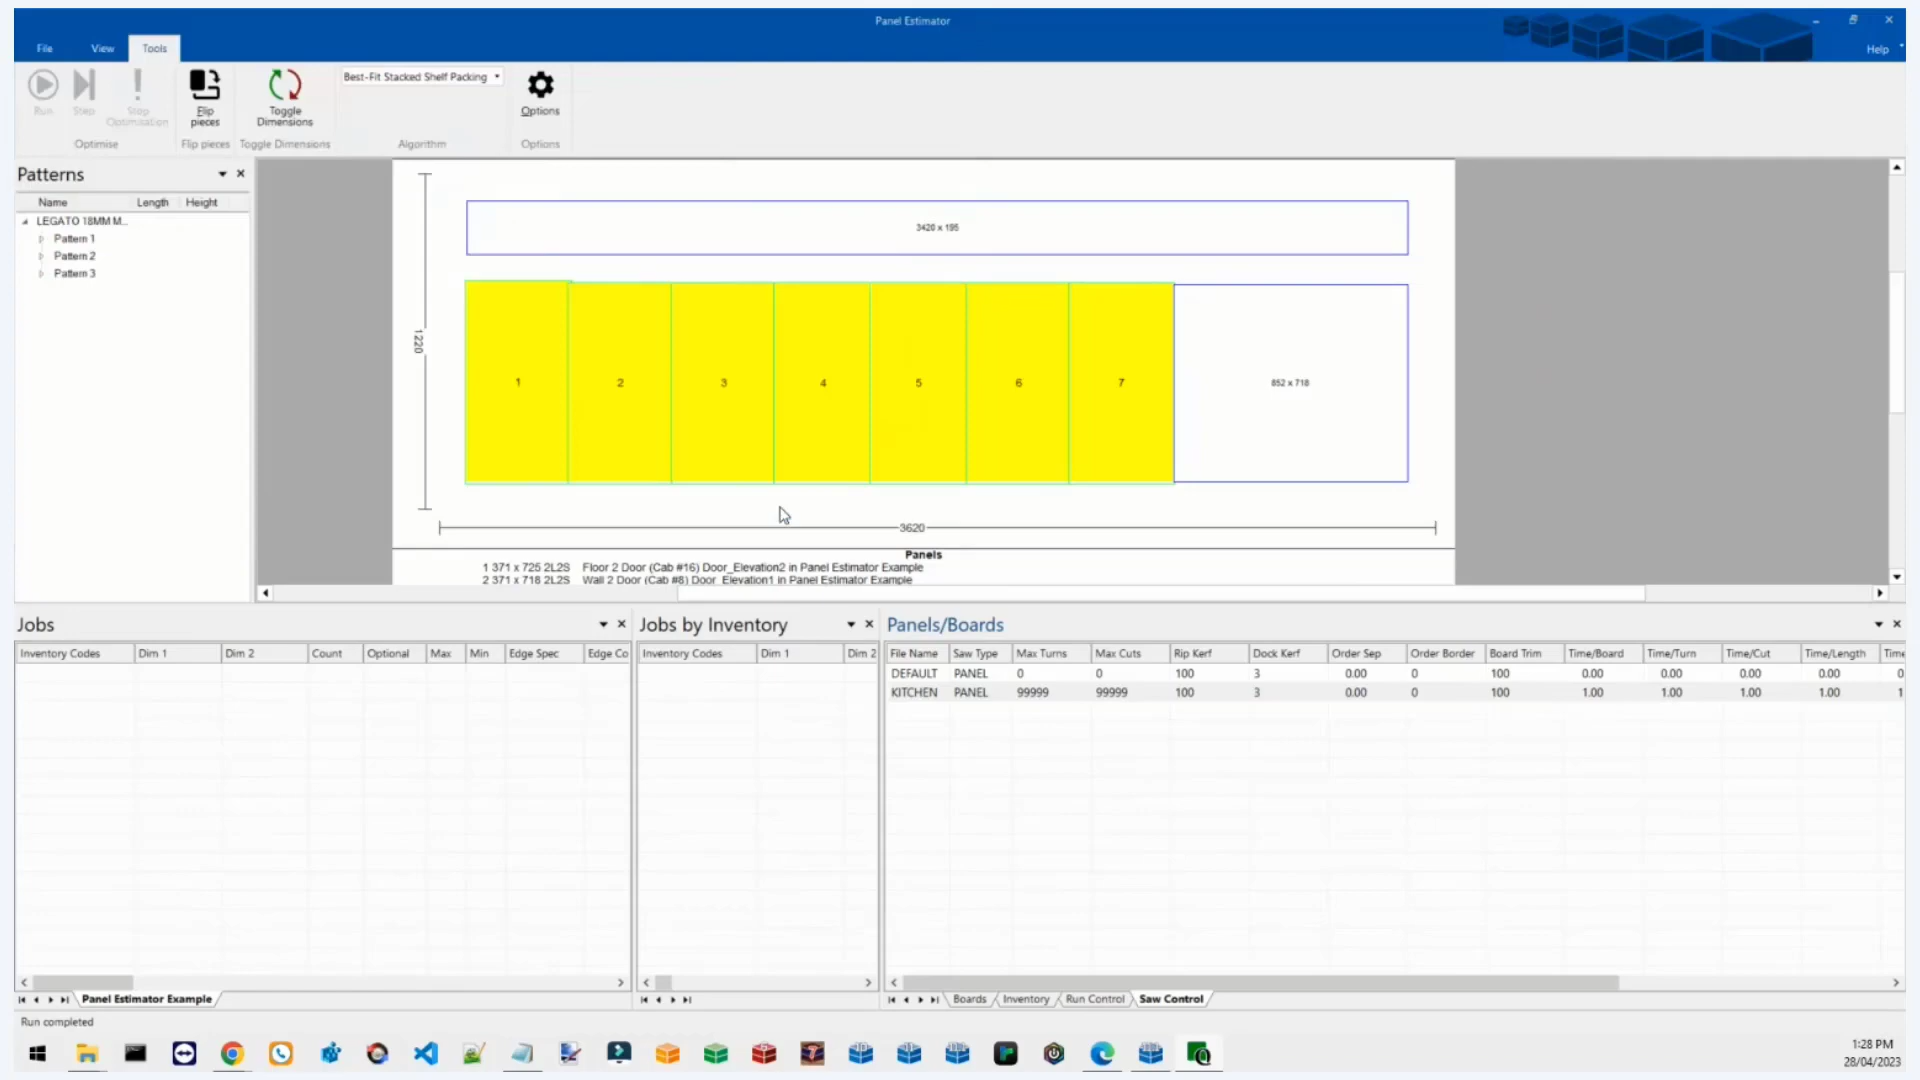 Panel Estimator
File View Tools Help
Run Step Stop Optimisation Flip pieces Toggle Dimensions Best-Fit Stacked Shelf Packing Options
Optimise Flip pieces Toggle Dimensions Algorithm Options
Patterns
Name Length Height
LEGATO 18MM M...
Pattern 1
Pattern 2
Pattern 3
3420 x 195
1220
1 2 3 4 5 6 7 852 x 718
3620
Panels
1 371 x 725 2L2S Floor 2 Door (Cab #16) Door_Elevation2 in Panel Estimator Example
2 371 x 718 2L2S Wall 2 Door (Cab #8) Door_Elevation1 in Panel Estimator Example
Jobs
Inventory Codes Dim 1 Dim 2 Count Optional Max Min Edge Spec Edge Co
Panel Estimator Example
Jobs by Inventory
Inventory Codes Dim 1 Dim 2
Panels/Boards
File Name Saw Type Max Turns Max Cuts Rip Kerf Dock Kerf Order Sep Order Border Board Trim Time/Board Time/Turn Time/Cut Time/Length Time
DEFAULT PANEL 0 0 100 3 0.00 0 100 0.00 0.00 0.00 0.00 0
KITCHEN PANEL 99999 99999 100 3 0.00 0 100 1.00 1.00 1.00 1.00 1
Boards Inventory Run Control Saw Control
Run completed
1:28 PM
28/04/2023